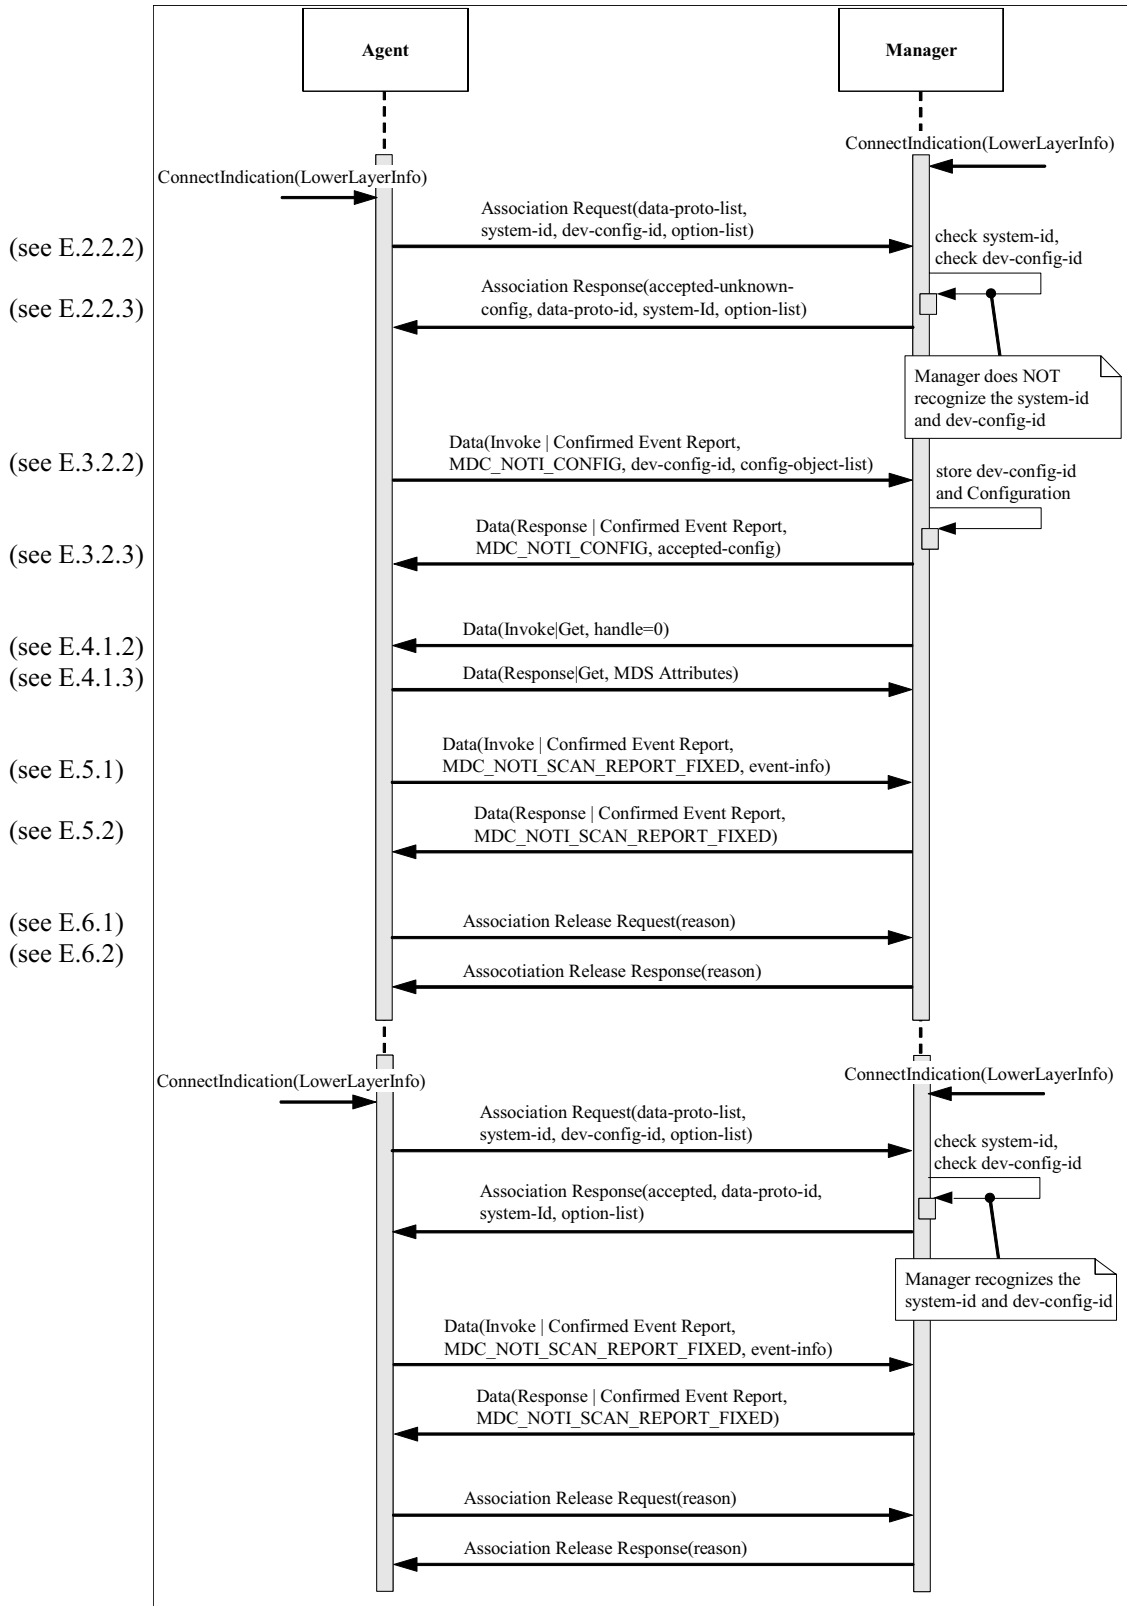 Agent
Manager
ConnectIndication(LowerLayerInfo)
ConnectIndication(LowerLayerInfo)
Association Request(data-proto-list,
system-id, dev-config-id, option-list)
(see E.2.2.2)
check system-id,
check dev-config-id
Association Response(accepted-unknown-
config, data-proto-id, system-Id, option-list)
(see E.2.2.3)
Manager does NOT
recognize the system-id
and dev-config-id
Data(Invoke | Confirmed Event Report,
MDC_NOTI_CONFIG, dev-config-id, config-object-list)
(see E.3.2.2)
store dev-config-id
and Configuration
Data(Response | Confirmed Event Report,
MDC_NOTI_CONFIG, accepted-config)
(see E.3.2.3)
Data(Invoke|Get, handle=0)
(see E.4.1.2)
(see E.4.1.3)
Data(Response|Get, MDS Attributes)
Data(Invoke | Confirmed Event Report,
MDC_NOTI_SCAN_REPORT_FIXED, event-info)
(see E.5.1)
Data(Response | Confirmed Event Report,
MDC_NOTI_SCAN_REPORT_FIXED)
(see E.5.2)
(see E.6.1)
Association Release Request(reason)
(see E.6.2)
Assocotiation Release Response(reason)
ConnectIndication(LowerLayerInfo)
ConnectIndication(LowerLayerInfo)
Association Request(data-proto-list,
system-id, dev-config-id, option-list)
check system-id,
check dev-config-id
Association Response(accepted, data-proto-id,
system-Id, option-list)
Manager recognizes the
system-id and dev-config-id
Data(Invoke | Confirmed Event Report,
MDC_NOTI_SCAN_REPORT_FIXED, event-info)
Data(Response | Confirmed Event Report,
MDC_NOTI_SCAN_REPORT_FIXED)
Association Release Request(reason)
Association Release Response(reason)